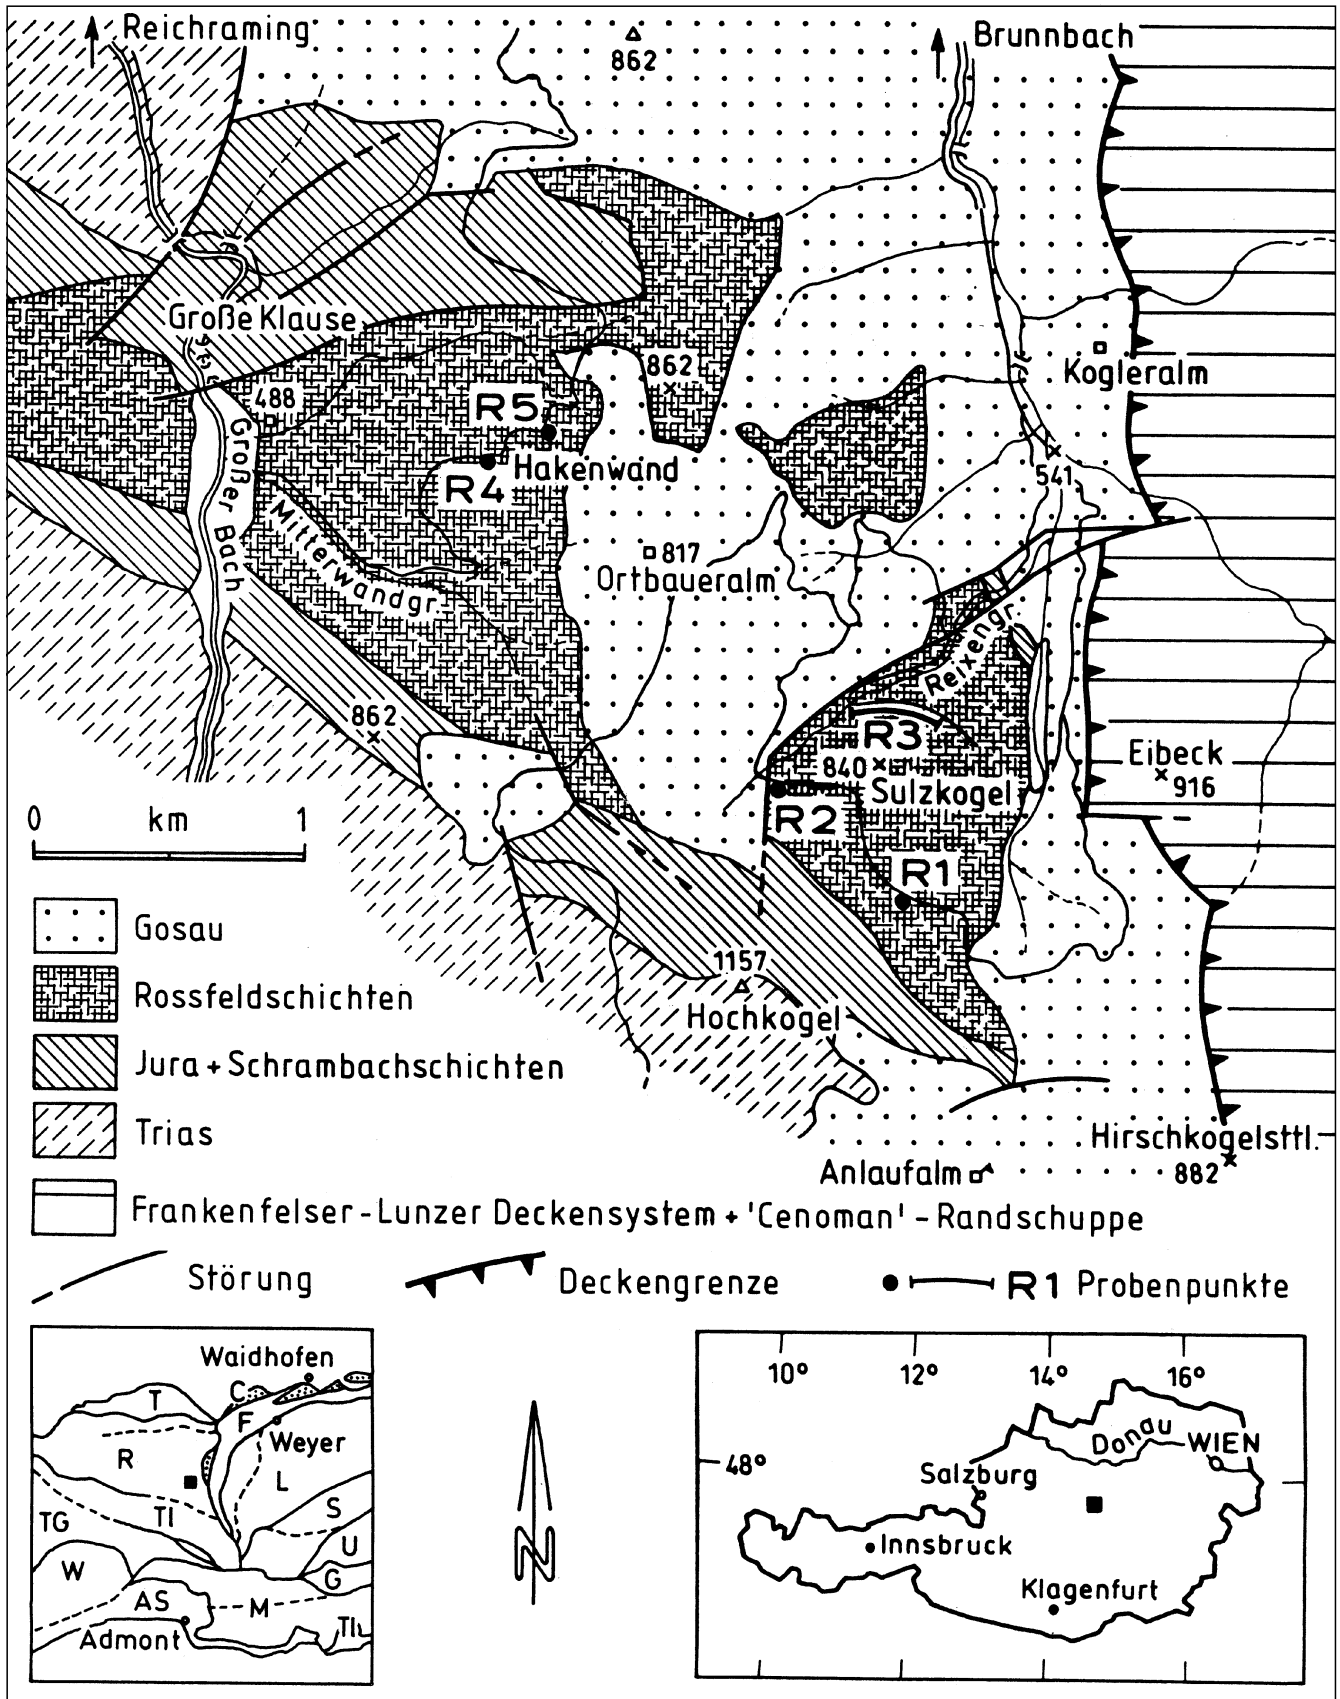 Reichraming
862
Brunnbach
Große Klause
862
Kogleralm
488
R5
Großer Bach
Hakenwand
R4
541
Mitterwandgr.
817
Ortbaueralm
Reixengr.
862
R3
840
Sulzkogel
Eibeck
916
R2
R1
0 km 1
Gosau
1157
Hochkogel
Rossfeldschichten
Jura + Schrambachschichten
Trias
Hirschkogelsttl.
882
Anlaufalm
Frankenfelser-Lunzer Deckensystem + 'Cenoman' - Randschuppe
Störung
Deckengrenze
R1 Probenpunkte
Waidhofen
T
C
F
Weyer
R
L
S
TI
TG
U
W
G
AS
M
Admont
TI
N
10° 12° 14° 16°
Donau
WIEN
48°
Salzburg
Innsbruck
Klagenfurt